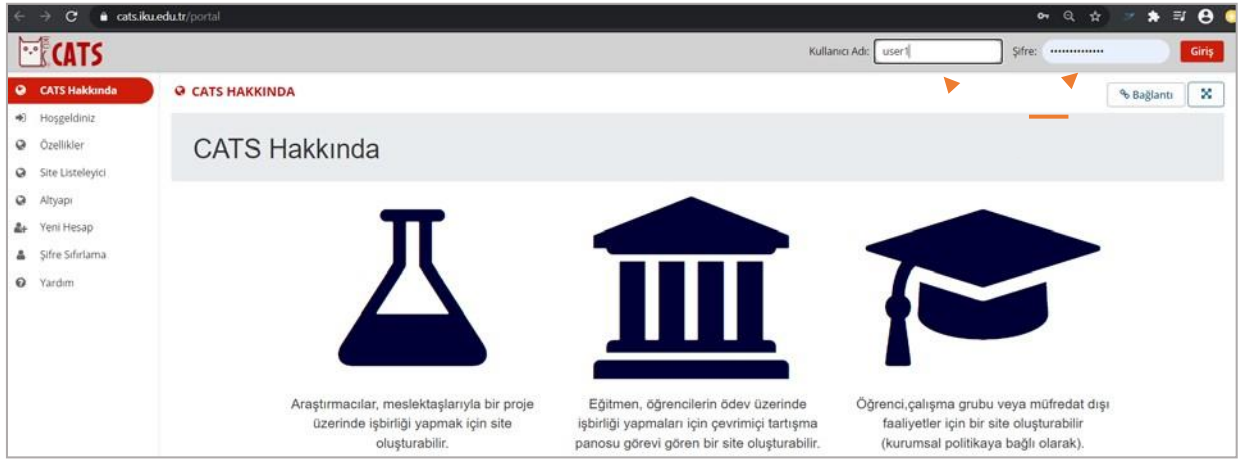 cats.iku.edu.tr/portal
CATS
Kullanıcı Adı: user1 Şifre: ·············· Giriş
CATS Hakkında
Hoşgeldiniz
Özellikler
Site Listeleyici
Altyapı
Yeni Hesap
Şifre Sıfırlama
Yardım
CATS HAKKINDA
Bağlantı
CATS Hakkında
Araştırmacılar, meslektaşlarıyla bir proje
üzerinde işbirliği yapmak için site
oluşturabilir.
Eğitmen, öğrencilerin ödev üzerinde
işbirliği yapmaları için çevrimiçi tartışma
panosu görevi gören bir site oluşturabilir.
Öğrenci,çalışma grubu veya müfredat dışı
faaliyetler için bir site oluşturabilir
(kurumsal politikaya bağlı olarak).